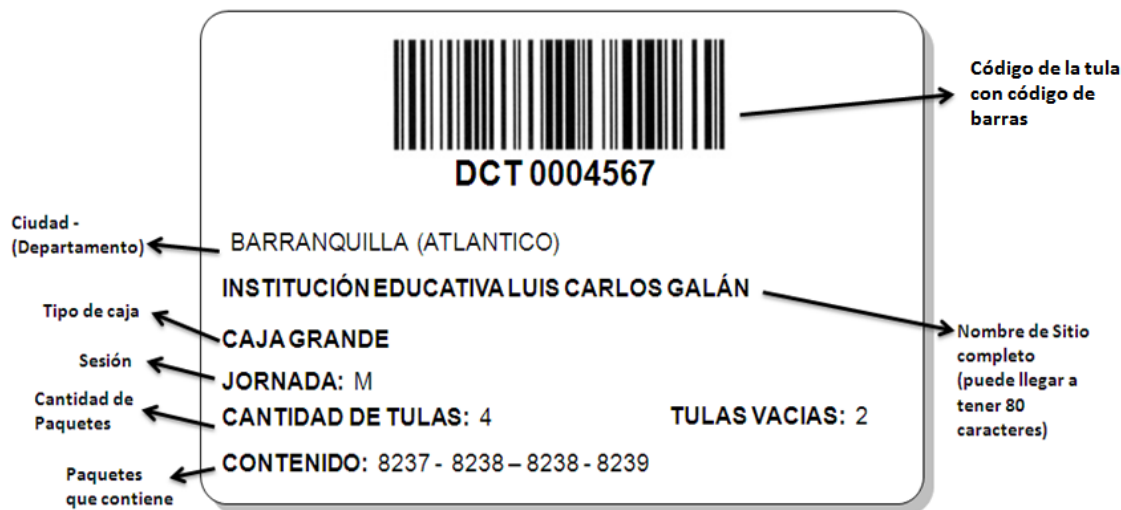 Código de la tula
con código de
barras
DCT 0004567
Ciudad -
(Departamento)
BARRANQUILLA (ATLANTICO)
INSTITUCIÓN EDUCATIVA LUIS CARLOS GALÁN
Tipo de caja
CAJA GRANDE
Nombre de Sitio
completo
(puede llegar a
tener 80
caracteres)
Sesión
JORNADA: M
Cantidad de
Paquetes
CANTIDAD DE TULAS: 4 TULAS VACIAS: 2
Paquetes
que contiene
CONTENIDO: 8237 - 8238 – 8238 - 8239